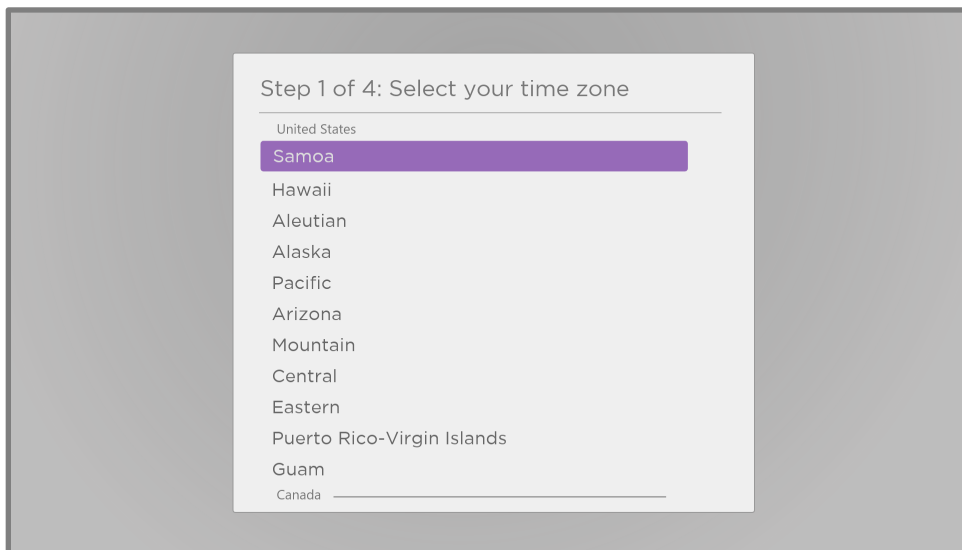 Step 1 of 4: Select your time zone
United States
Samoa
Hawaii
Aleutian
Alaska
Pacific
Arizona
Mountain
Central
Eastern
Puerto Rico-Virgin Islands
Guam
Canada